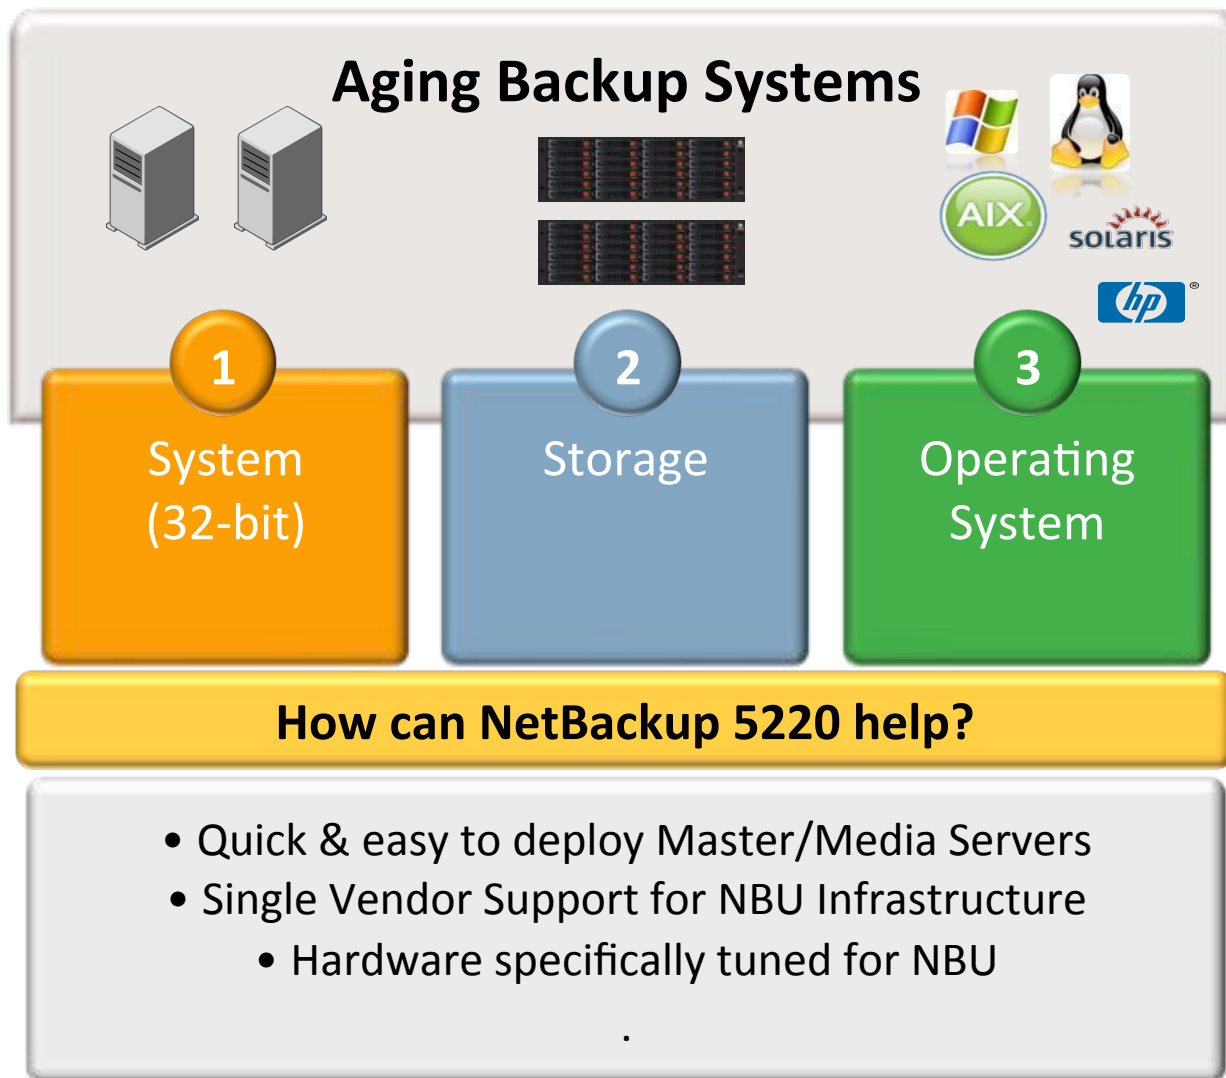 Aging Backup Systems
AIX
solaris
hp®
1
System
(32-bit)
2
Storage
3
Operating
System
How can NetBackup 5220 help?
• Quick & easy to deploy Master/Media Servers
• Single Vendor Support for NBU Infrastructure
• Hardware specifically tuned for NBU
.